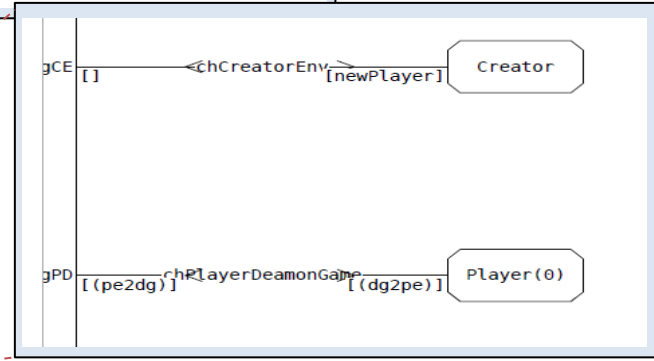 gCE [] chCreatorEnv [newPlayer] Creator
gPD [(pe2dg)] chPlayerDeamonGame [(dg2pe)] Player(0)